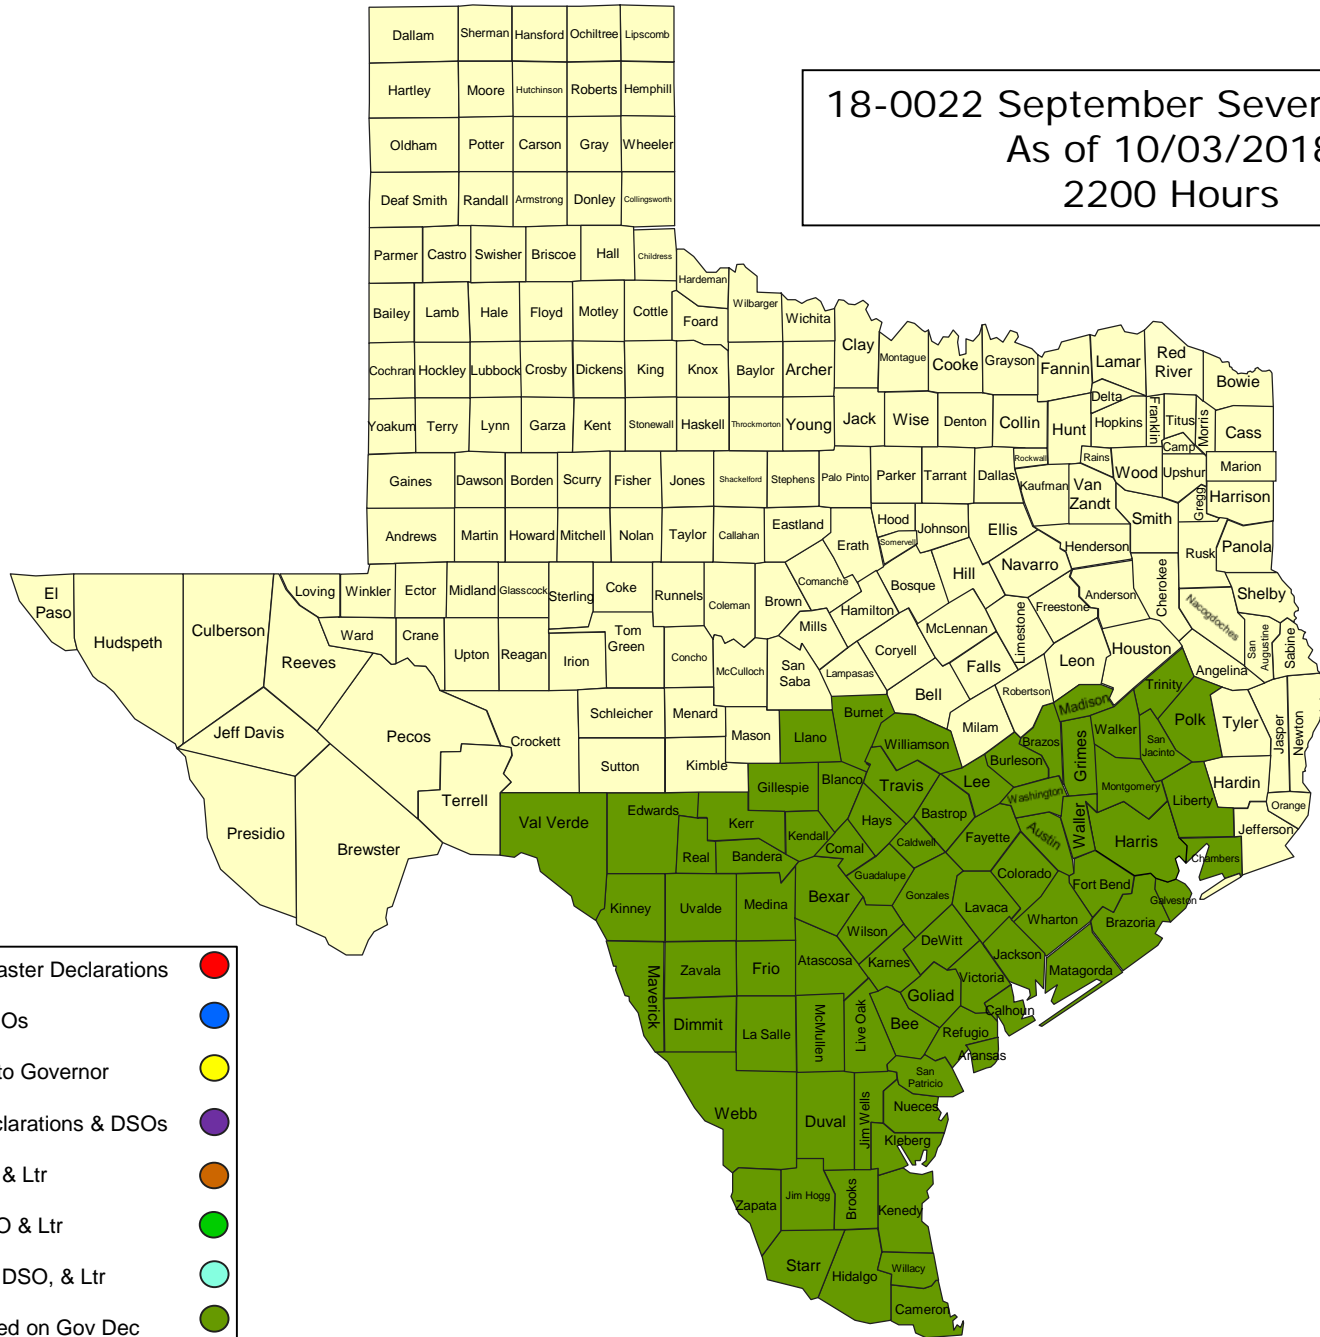 18-0022 September Sever
As of 10/03/2018
2200 Hours
Dallam Sherman Hansford Ochiltree Lipscomb
Hartley Moore Hutchinson Roberts Hemphill
Oldham Potter Carson Gray Wheeler
Deaf Smith Randall Armstrong Donley Collingsworth
Parmer Castro Swisher Briscoe Hall Childress
Hardeman
Bailey Lamb Hale Floyd Motley Cottle Foard Wilbarger Wichita
Clay Montague Cooke Grayson Fannin Lamar Red
River
Bowie
Cochran Hockley Lubbock Crosby Dickens King Knox Baylor Archer
Delta
Yoakum Terry Lynn Garza Kent Stonewall Haskell Throckmorton Young Jack Wise Denton Collin Hunt Hopkins Franklin Titus Morris Cass
Camp
Rockwall Rains
Gaines Dawson Borden Scurry Fisher Jones Shackelford Stephens Palo Pinto Parker Tarrant Dallas Kaufman Van
Zandt
Wood Upshur Marion
Gregg Harrison
Andrews Martin Howard Mitchell Nolan Taylor Callahan Eastland Erath Hood Somervell Johnson Ellis Henderson Smith Rusk Panola
El
Paso
Hudspeth Culberson Loving Winkler Ector Midland Glasscock Sterling Coke Runnels Coleman Brown Comanche Hamilton Bosque Hill Navarro Freestone Anderson Cherokee Nacogdoches Shelby
Reeves Ward Crane Upton Reagan Irion Tom
Green
Concho McCulloch San
Saba
Mills Lampasas Coryell McLennan Limestone Falls Leon Houston Angelina San
Augustine
Sabine
Bell Robertson Milam
Jeff Davis Pecos Crockett Schleicher Menard Mason Llano Burnet Williamson Madison Trinity Polk Tyler Jasper Newton
Brazos Grimes Walker San
Jacinto
Sutton Kimble Gillespie Blanco Travis Lee Burleson Washington Montgomery Liberty Hardin Orange
Presidio Brewster Terrell Val Verde Edwards Kerr Kendall Hays Bastrop Caldwell Fayette Austin Waller Harris Jefferson
Real Bandera Comal Guadalupe Gonzales Colorado Fort Bend Chambers Galveston
Kinney Uvalde Medina Bexar Wilson Lavaca Wharton Brazoria
DeWitt
Maverick Zavala Frio Atascosa Karnes Jackson Matagorda
Victoria
Goliad
Calhoun
Dimmit La Salle McMullen Live Oak Bee Refugio
Aransas
San
Patricio
Webb Duval Jim Wells Nueces
Kleberg
Zapata Jim Hogg Brooks Kenedy
Starr Hidalgo Willacy
Cameron
aster Declarations
Os
to Governor
clarations & DSOs
& Ltr
O & Ltr
DSO, & Ltr
ed on Gov Dec